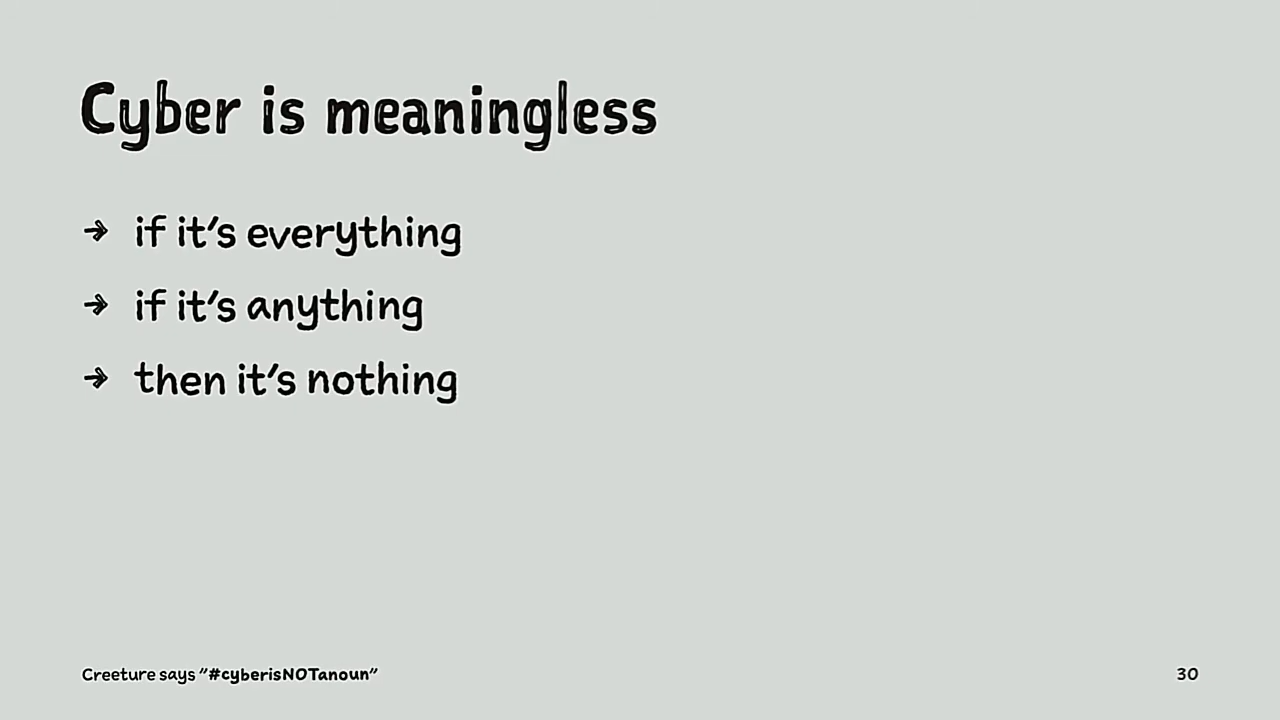 Cyber is meaningless
→ if it's everything
→ if it's anything
→ then it's nothing
Creeture says "#cyberisNOTanoun"
30